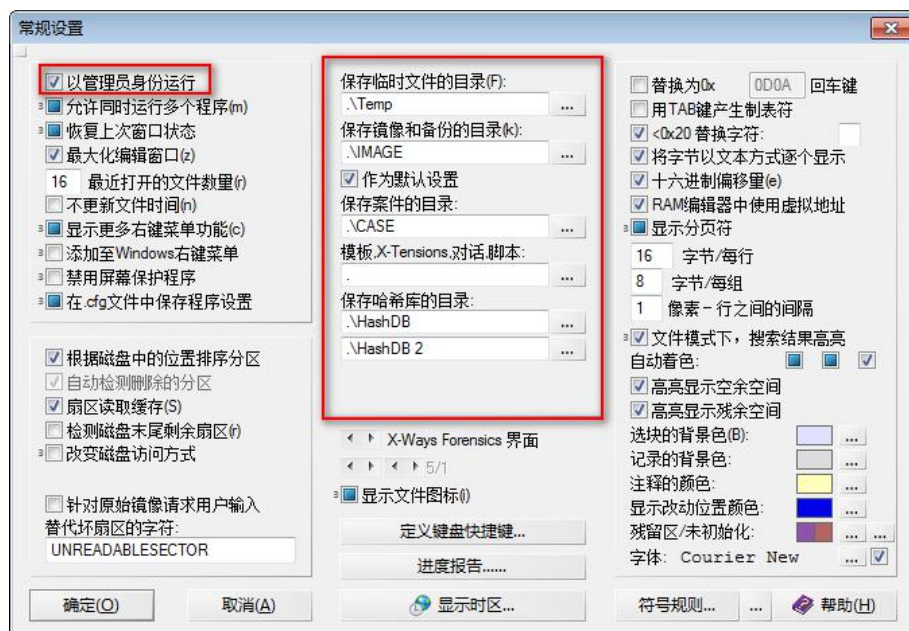 常规设置
以管理员身份运行
允许同时运行多个程序(m)
恢复上次窗口状态
最大化编辑窗口(z)
16 最近打开的文件数量(r)
不更新文件时间(n)
显示更多右键菜单功能(c)
添加至Windows右键菜单
禁用屏幕保护程序
在.cfg文件中保存程序设置
根据磁盘中的位置排序分区
自动检测删除的分区
扇区读取缓存(S)
检测磁盘末尾剩余扇区(r)
改变磁盘访问方式
针对原始镜像请求用户输入
替代坏扇区的字符:
UNREADABLESECTOR
确定(O)
取消(A)
保存临时文件的目录(F):
.\Temp
...
保存镜像和备份的目录(k):
.\IMAGE
...
作为默认设置
保存案件的目录:
.\CASE
...
模板,X-Tensions,对话,脚本:
.
...
保存哈希库的目录:
.\HashDB
...
.\HashDB 2
...
X-Ways Forensics 界面
5/1
显示文件图标(i)
定义键盘快捷键...
进度报告......
显示时区...
替换为0x 0D0A 回车键
用TAB键产生制表符
<0x20 替换字符:
将字节以文本方式逐个显示
十六进制偏移量(e)
RAM编辑器中使用虚拟地址
显示分页符
16 字节/每行
8 字节/每组
1 像素-行之间的间隔
文件模式下，搜索结果高亮
自动着色:
高亮显示空余空间
高亮显示残余空间
选块的背景色(B): ...
记录的背景色: ...
注释的颜色: ...
显示改动位置颜色: ...
残留区/未初始化: ... ...
字体: Courier New ...
符号规则... ... 帮助(H)